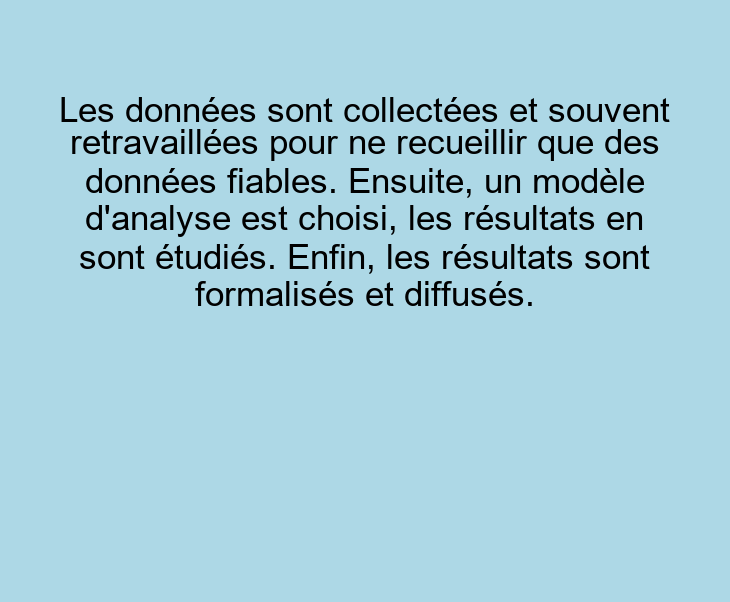 Les données sont collectées et souvent
retravaillées pour ne recueillir que des
données fiables. Ensuite, un modèle
d'analyse est choisi, les résultats en
sont étudiés. Enfin, les résultats sont
formalisés et diffusés.